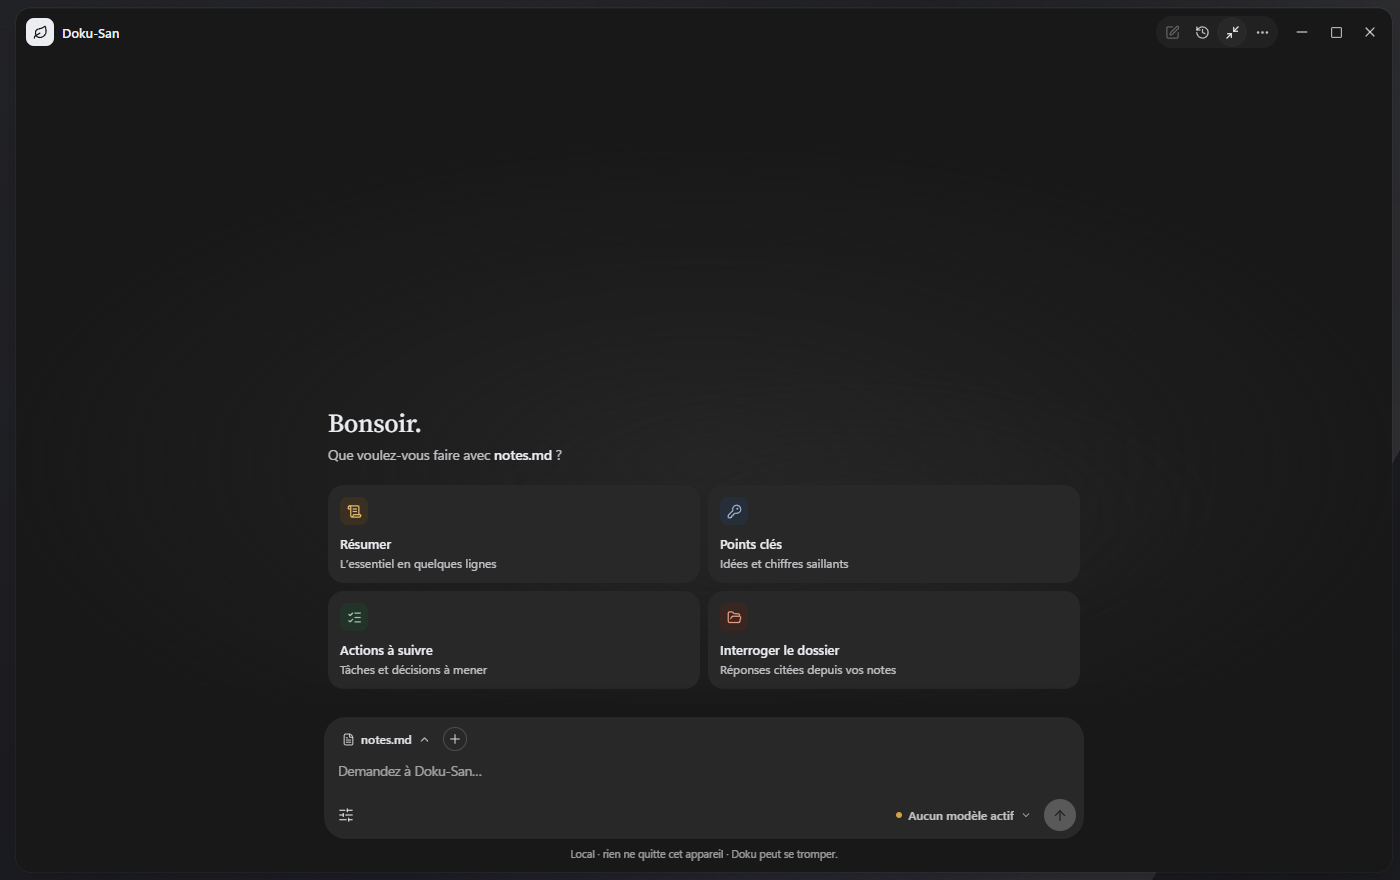 Doku-San
Bonsoir.
Que voulez-vous faire avec notes.md ?
Résumer
L'essentiel en quelques lignes
Points clés
Idées et chiffres saillants
Actions à suivre
Tâches et décisions à mener
Interroger le dossier
Réponses citées depuis vos notes
notes.md
Demandez à Doku-San...
Aucun modèle actif
Local · rien ne quitte cet appareil · Doku peut se tromper.